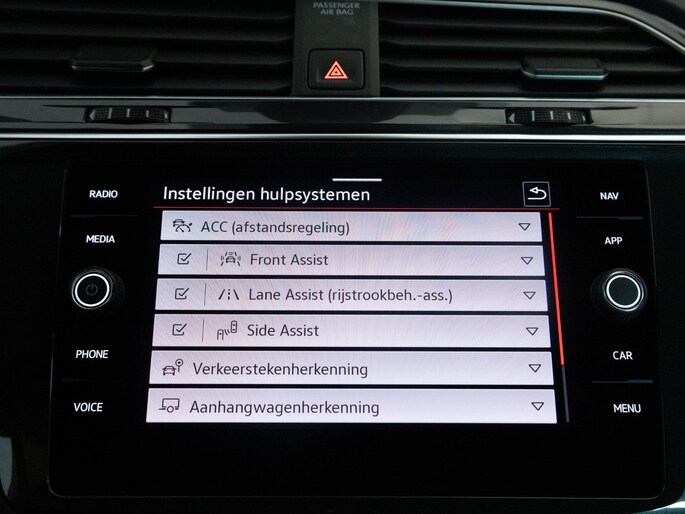 PASSENGER
AIR BAG
RADIO
MEDIA
PHONE
VOICE
Instellingen hulpsystemen
ACC (afstandsregeling)
Front Assist
Lane Assist (rijstrookbeh.-ass.)
Side Assist
Verkeerstekenherkenning
Aanhangwagenherkenning
NAV
APP
CAR
MENU